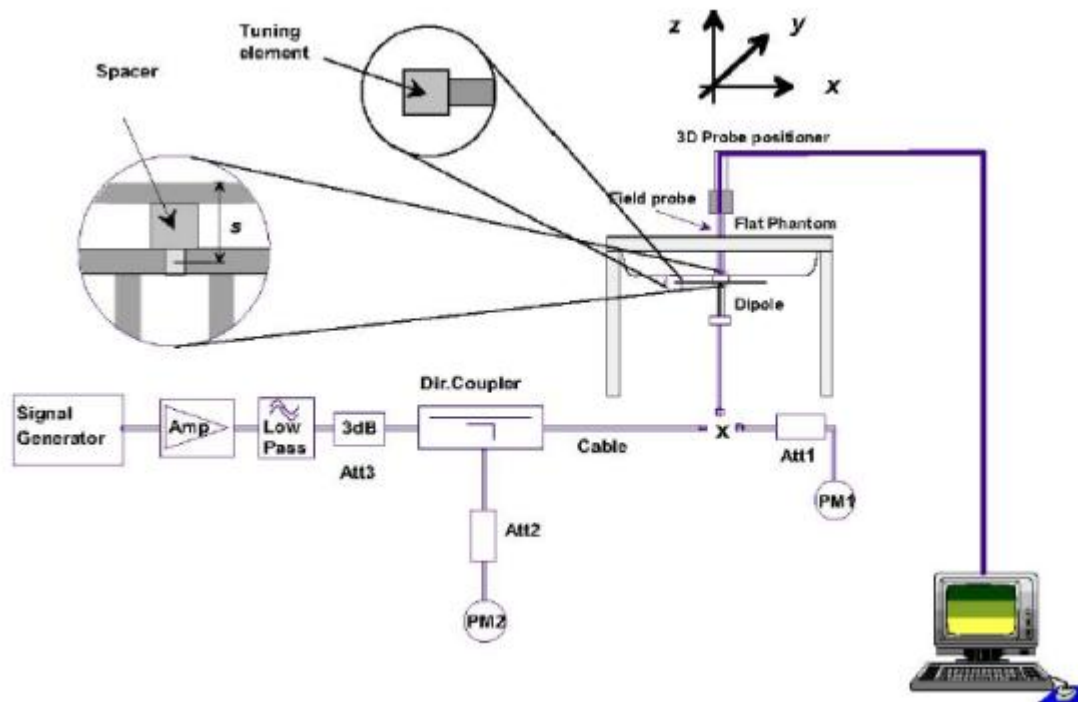 Tuning
element
Spacer
s
z
y
x
3D Probe positioner
Field probe
Flat Phantom
Dipole
Dir.Coupler
Signal
Generator
Amp
Low
Pass
3dB
Att3
Cable
x
Att1
PM1
Att2
PM2